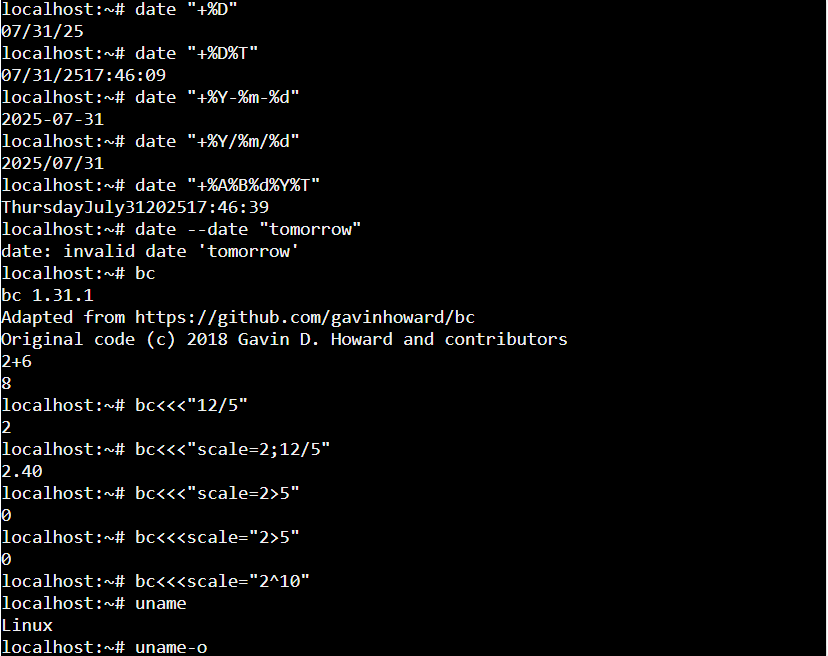 localhost:~# date "+%D"
07/31/25
localhost:~# date "+%D%T"
07/31/2517:46:09
localhost:~# date "+%Y-%m-%d"
2025-07-31
localhost:~# date "+%Y/%m/%d"
2025/07/31
localhost:~# date "+%A%B%d%Y%T"
ThursdayJuly31202517:46:39
localhost:~# date --date "tomorrow"
date: invalid date 'tomorrow'
localhost:~# bc
bc 1.31.1
Adapted from https://github.com/gavinhoward/bc
Original code (c) 2018 Gavin D. Howard and contributors
2+6
8
localhost:~# bc<<<"12/5"
2
localhost:~# bc<<<"scale=2;12/5"
2.40
localhost:~# bc<<<"scale=2>5"
0
localhost:~# bc<<<scale="2>5"
0
localhost:~# bc<<<scale="2^10"
localhost:~# uname
Linux
localhost:~# uname-o